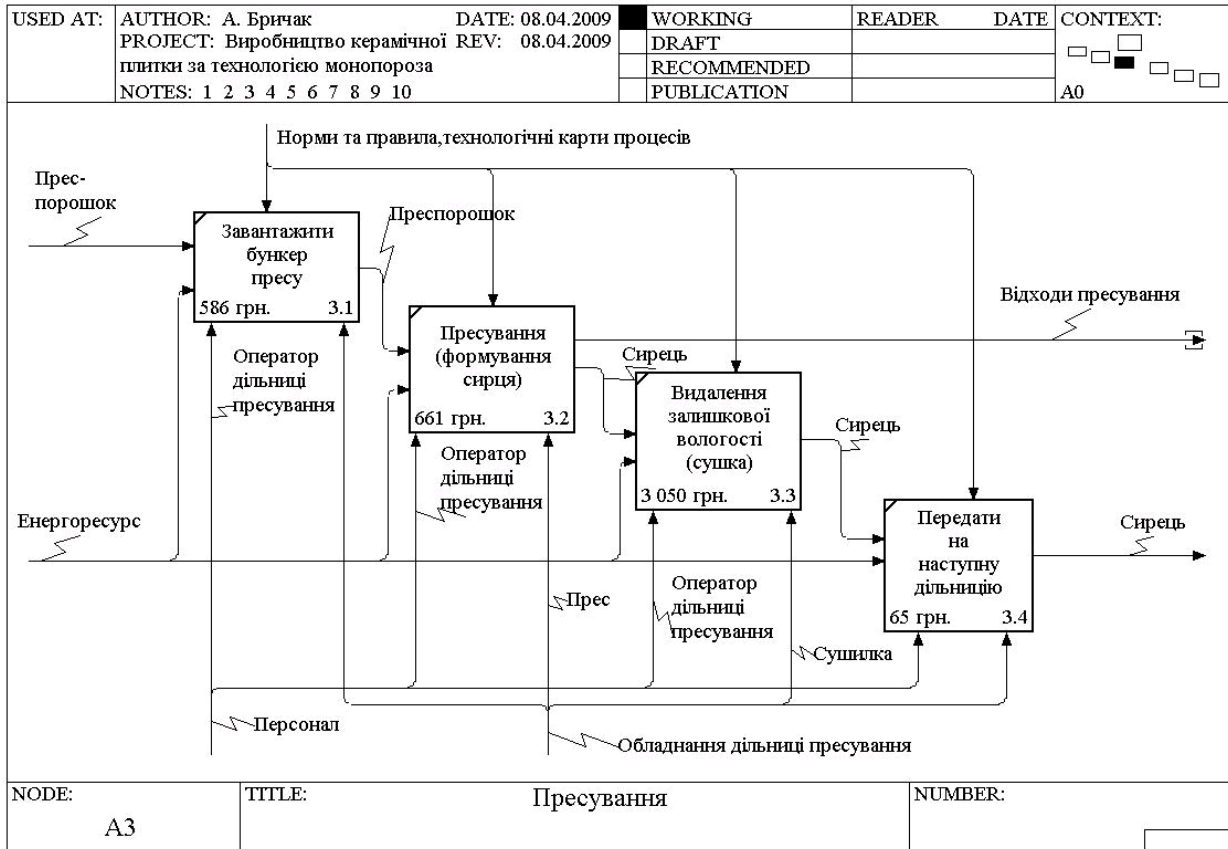 USED AT:
AUTHOR: А. Бричак
DATE: 08.04.2009
PROJECT: Виробництво керамічної
REV: 08.04.2009
плитки за технологією монопороза
NOTES: 1 2 3 4 5 6 7 8 9 10
WORKING
DRAFT
RECOMMENDED
PUBLICATION
READER
DATE
CONTEXT:
A0
Норми та правила,технологічні карти процесів
Прес-
порошок
Преспорошок
Завантажити
бункер
пресу
586 грн.
3.1
Відходи пресування
Пресування
(формування
сирця)
661 грн.
3.2
Оператор
дільниці
пресування
Сирець
Видалення
залишкової
вологості
(сушка)
3 050 грн.
3.3
Сирець
Оператор
дільниці
пресування
Енергоресурс
Передати
на
наступну
дільницію
65 грн.
3.4
Сирець
Прес
Оператор
дільниці
пресування
Сушилка
Персонал
Обладнання дільниці пресування
NODE:
A3
TITLE:
Пресування
NUMBER: